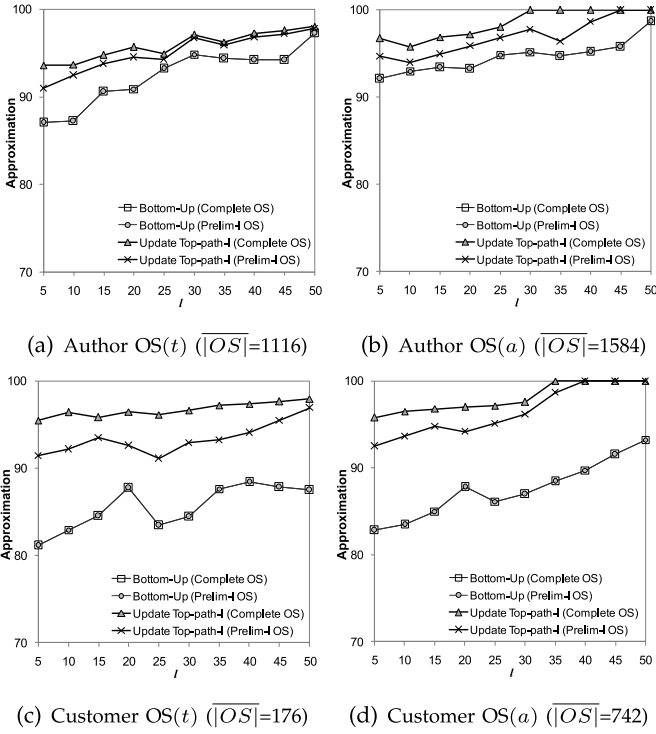 100
90
80
70
Approximation
Bottom-Up (Complete OS)
Bottom-Up (Prelim-l OS)
Update Top-path-l (Complete OS)
Update Top-path-l (Prelim-l OS)
5 10 15 20 25 30 35 40 45 50
l
(a) Author OS(t) (|OS|=1116)
100
90
80
70
Approximation
Bottom-Up (Complete OS)
Bottom-Up (Prelim-l OS)
Update Top-path-l (Complete OS)
Update Top-path-l (Prelim-l OS)
5 10 15 20 25 30 35 40 45 50
l
(b) Author OS(a) (|OS|=1584)
100
90
80
70
Approximation
Bottom-Up (Complete OS)
Bottom-Up (Prelim-l OS)
Update Top-path-l (Complete OS)
Update Top-path-l (Prelim-l OS)
5 10 15 20 25 30 35 40 45 50
l
(c) Customer OS(t) (|OS|=176)
100
90
80
70
Approximation
Bottom-Up (Complete OS)
Bottom-Up (Prelim-l OS)
Update Top-path-l (Complete OS)
Update Top-path-l (Prelim-l OS)
5 10 15 20 25 30 35 40 45 50
l
(d) Customer OS(a) (|OS|=742)